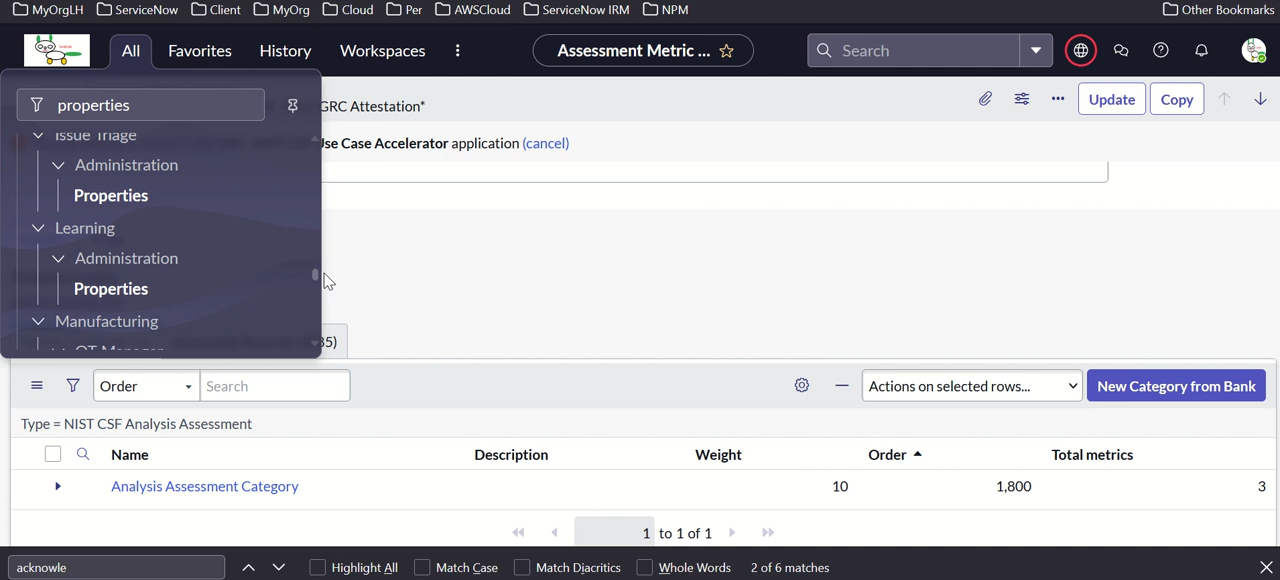 MyOrgLH ServiceNow Client MyOrg Cloud Per AWSCloud ServiceNow IRM NPM Other Bookmarks
All Favorites History Workspaces Assessment Metric ... Search
properties
GRC Attestation*
Update Copy
Use Case Accelerator application (cancel)
Issue Triage
Administration
Properties
Learning
Administration
Properties
Manufacturing
OT Manager
Order Search Actions on selected rows... New Category from Bank
Type = NIST CSF Analysis Assessment
Name Description Weight Order Total metrics
Analysis Assessment Category 10 1,800 3
1 to 1 of 1
acknowle Highlight All Match Case Match Diacritics Whole Words 2 of 6 matches